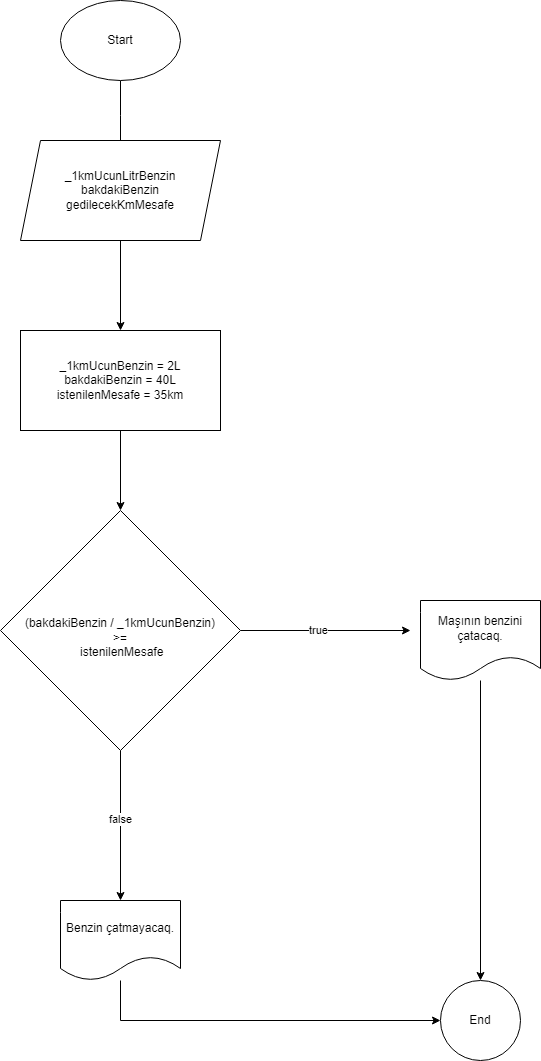 Start
_1kmUcunLitrBenzin
bakdakiBenzin
gedilecekKmMesafe
_1kmUcunBenzin = 2L
bakdakiBenzin = 40L
istenilenMesafe = 35km
(bakdakiBenzin / _1kmUcunBenzin)
>=
istenilenMesafe
true
Maşının benzini
çatacaq.
false
Benzin çatmayacaq.
End